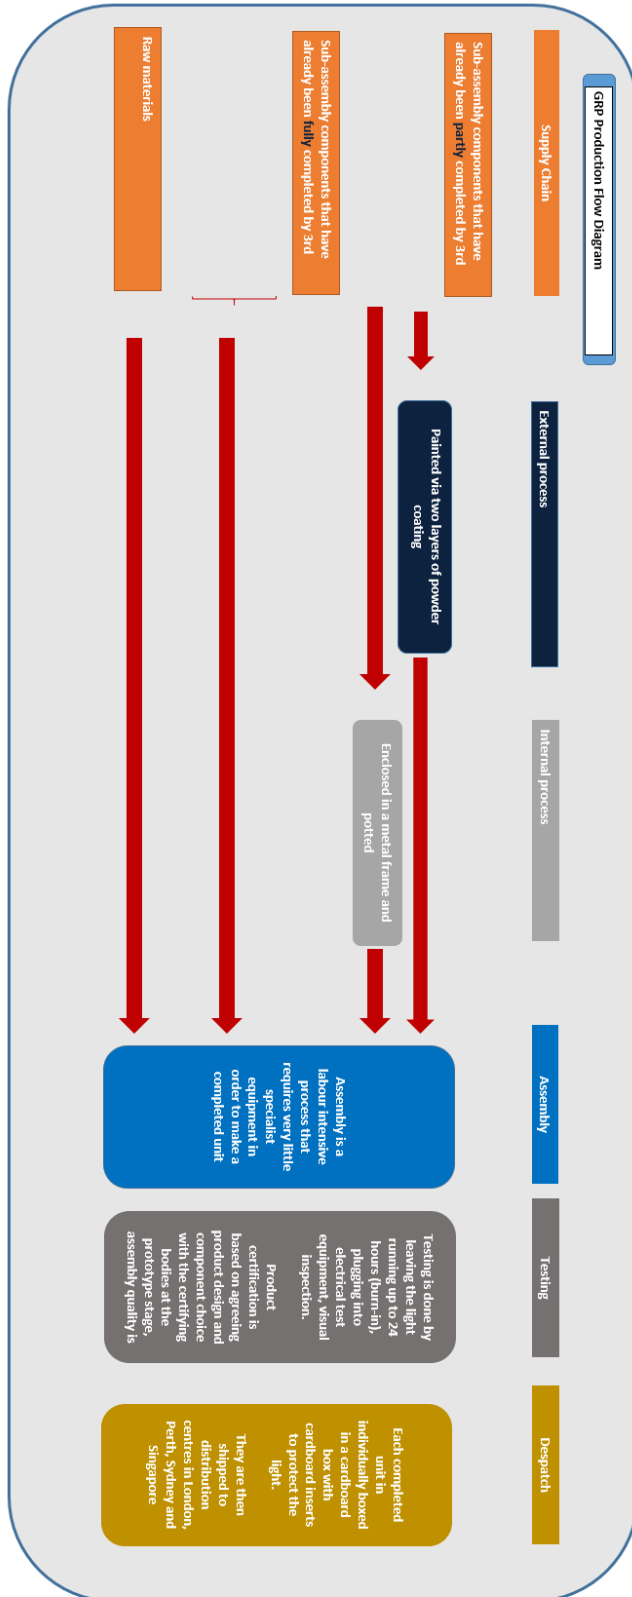 GRP Production Flow Diagram
Supply Chain
External process
Internal process
Assembly
Testing
Despatch
Sub-assembly components that have
already been partly completed by 3rd
Sub-assembly components that have
already been fully completed by 3rd
Raw materials
Painted via two layers of powder
coating
Enclosed in a metal frame and
potted
Assembly is a
labour intensive
process that
requires very little
specialist
equipment in
order to make a
completed unit
Testing is done by
leaving the light
running up to 24
hours (burn-in),
plugging into
electrical test
equipment, visual
inspection.
Product
certification is
based on agreeing
product design and
component choice
with the certifying
bodies at the
prototype stage,
assembly quality is
Each completed
unit in
individually boxed
in a cardboard
box with
cardboard inserts
to protect the
light.
They are then
shipped to
distribution
centres in London,
Perth, Sydney and
Singapore